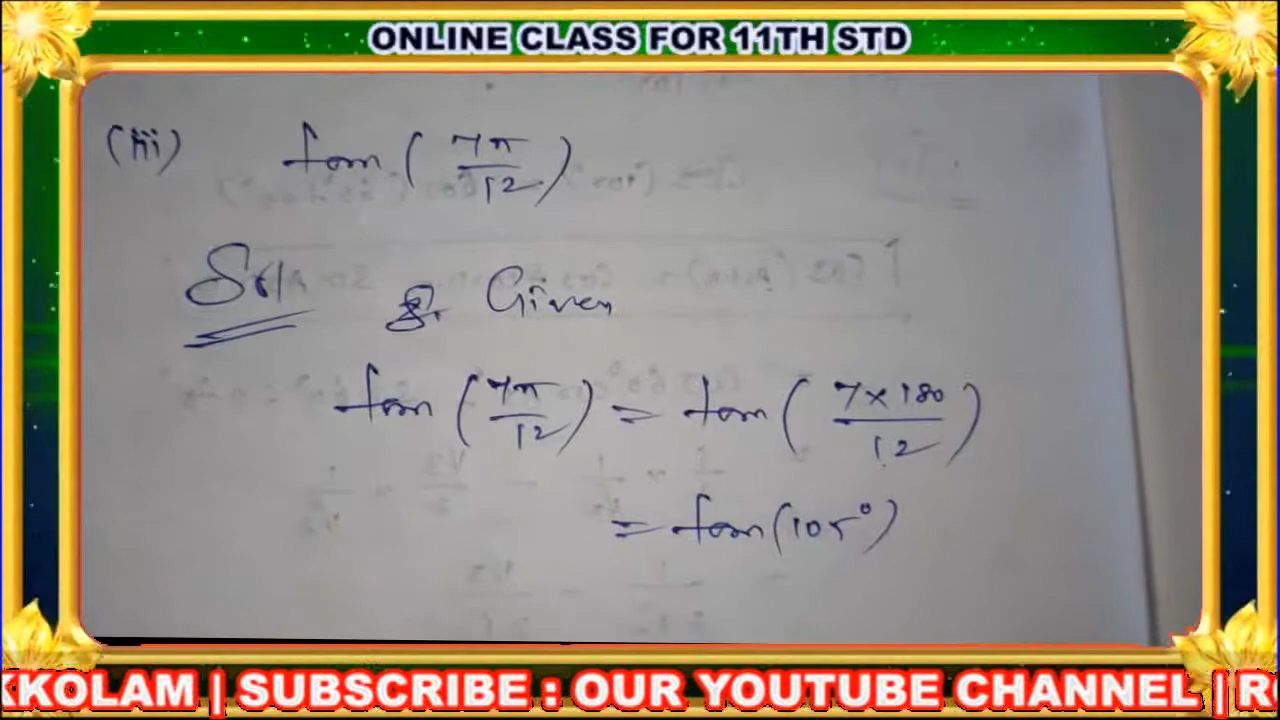 ONLINE CLASS FOR 11TH STD
(iii) tan (7π/12)
Sol
Given
tan (7π/12) = tan (7×180/12)
= tan (105°)
KKOLAM | SUBSCRIBE : OUR YOUTUBE CHANNEL | R